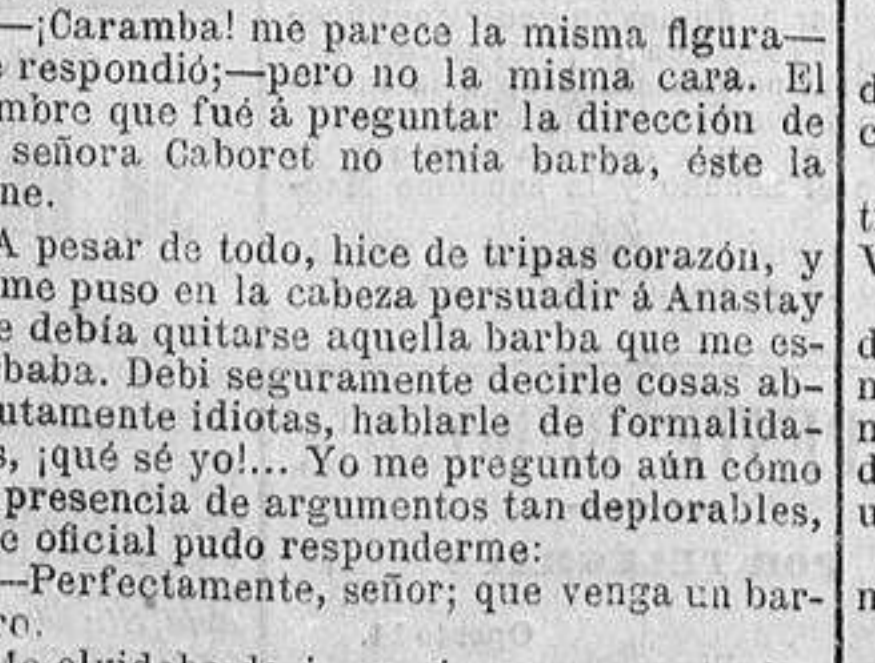 —¡Caramba! me parece la misma figura—
respondió;—pero no la misma cara. El
mbre que fué á preguntar la dirección de
señora Caboret no tenía barba, éste la
ne.
A pesar de todo, hice de tripas corazón, y
me puso en la cabeza persuadir á Anastay
e debía quitarse aquella barba que me es-
baba. Debi seguramente decirle cosas ab-
utamente idiotas, hablarle de formalida-
s, ¡qué sé yo!... Yo me pregunto aún cómo
presencia de argumentos tan deplorables,
e oficial pudo responderme:
—Perfectamente, señor; que venga un bar-
ro.